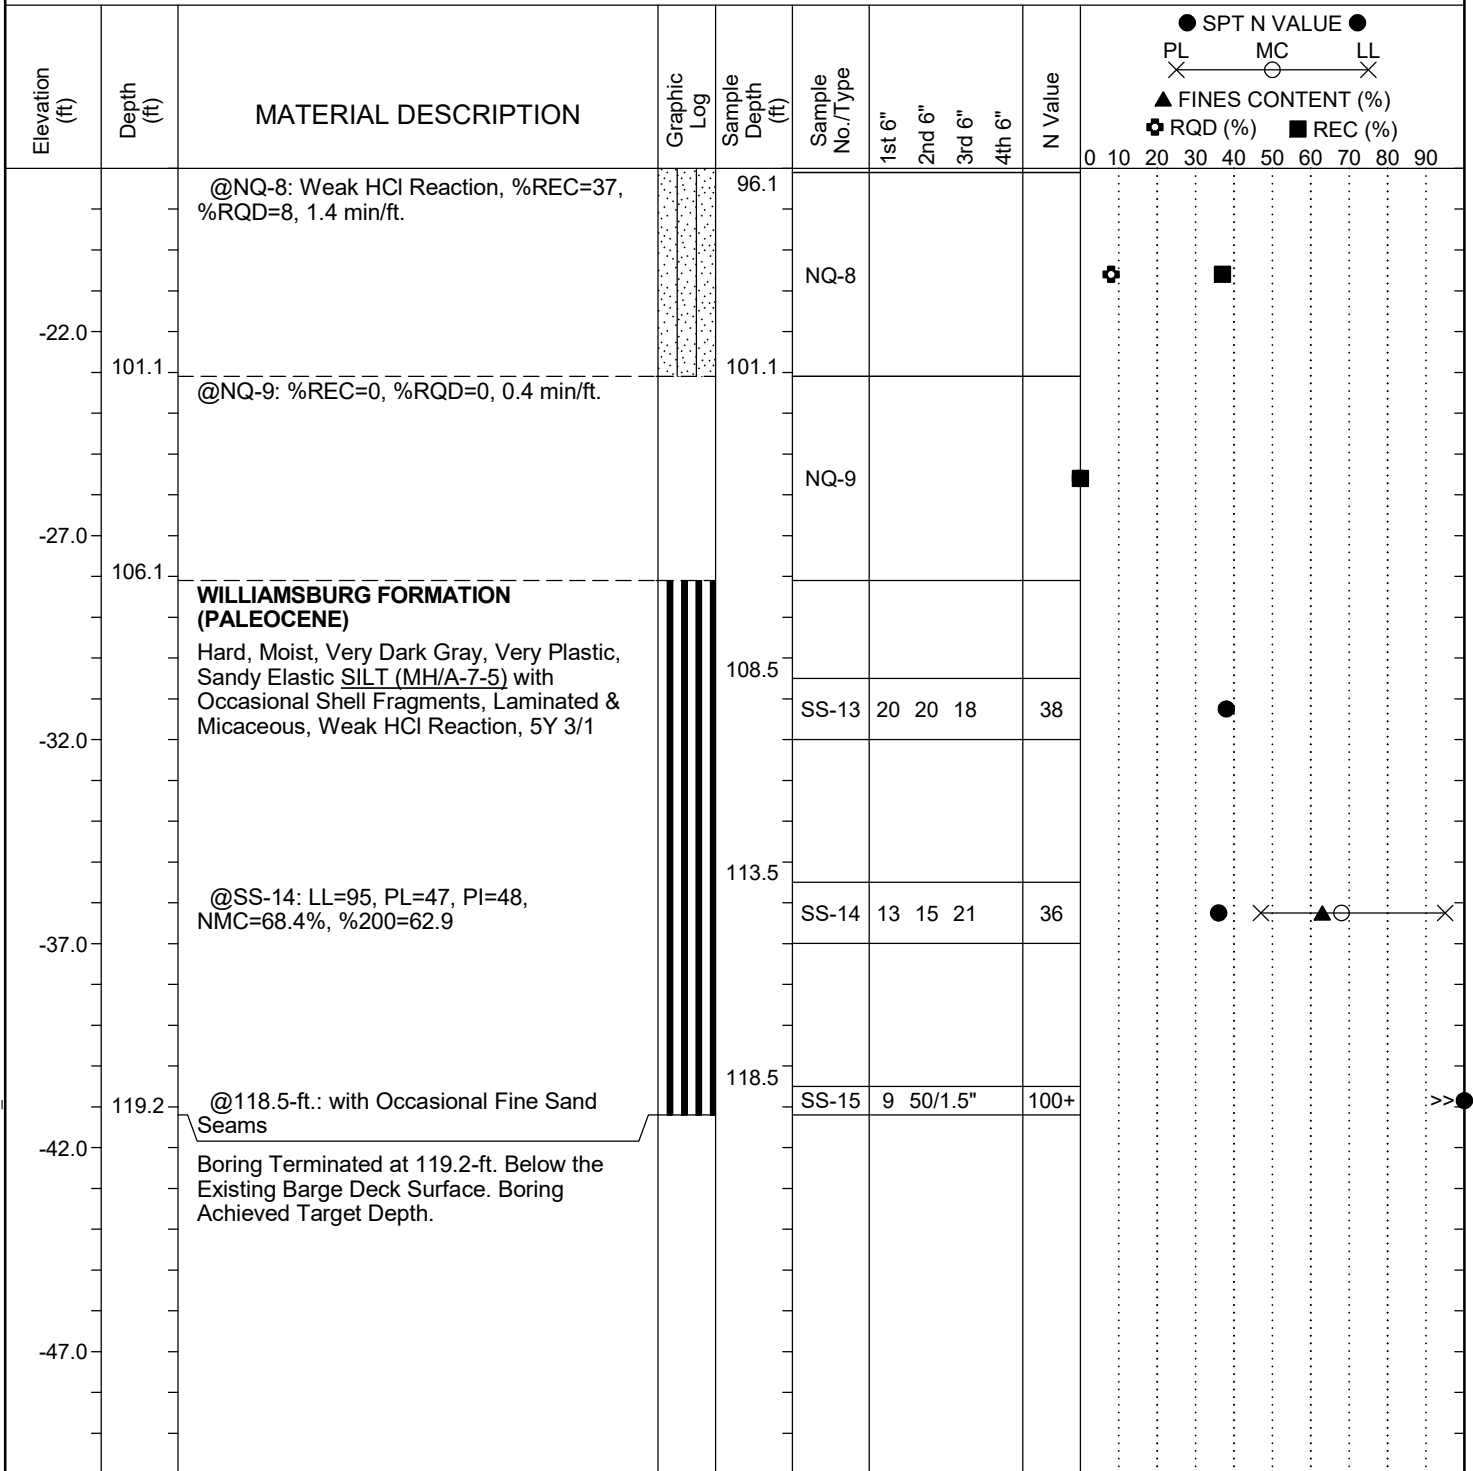 ● SPT N VALUE ●
PL MC LL
▲ FINES CONTENT (%)
RQD (%) ■ REC (%)
0 10 20 30 40 50 60 70 80 90
Elevation (ft)
Depth (ft)
MATERIAL DESCRIPTION
Graphic Log
Sample Depth (ft)
Sample No./Type
1st 6"
2nd 6"
3rd 6"
4th 6"
N Value
@NQ-8: Weak HCl Reaction, %REC=37, 96.1
%RQD=8, 1.4 min/ft.
NQ-8
-22.0
101.1 101.1
@NQ-9: %REC=0, %RQD=0, 0.4 min/ft.
NQ-9
-27.0
106.1
WILLIAMSBURG FORMATION
(PALEOCENE)
Hard, Moist, Very Dark Gray, Very Plastic,
108.5
Sandy Elastic SILT (MH/A-7-5) with
Occasional Shell Fragments, Laminated &
SS-13 20 20 18 38
Micaceous, Weak HCl Reaction, 5Y 3/1
-32.0
113.5
@SS-14: LL=95, PL=47, PI=48,
SS-14 13 15 21 36
NMC=68.4%, %200=62.9
-37.0
118.5
119.2 @118.5-ft.: with Occasional Fine Sand SS-15 9 50/1.5" 100+ >>
Seams
-42.0
Boring Terminated at 119.2-ft. Below the
Existing Barge Deck Surface. Boring
Achieved Target Depth.
-47.0